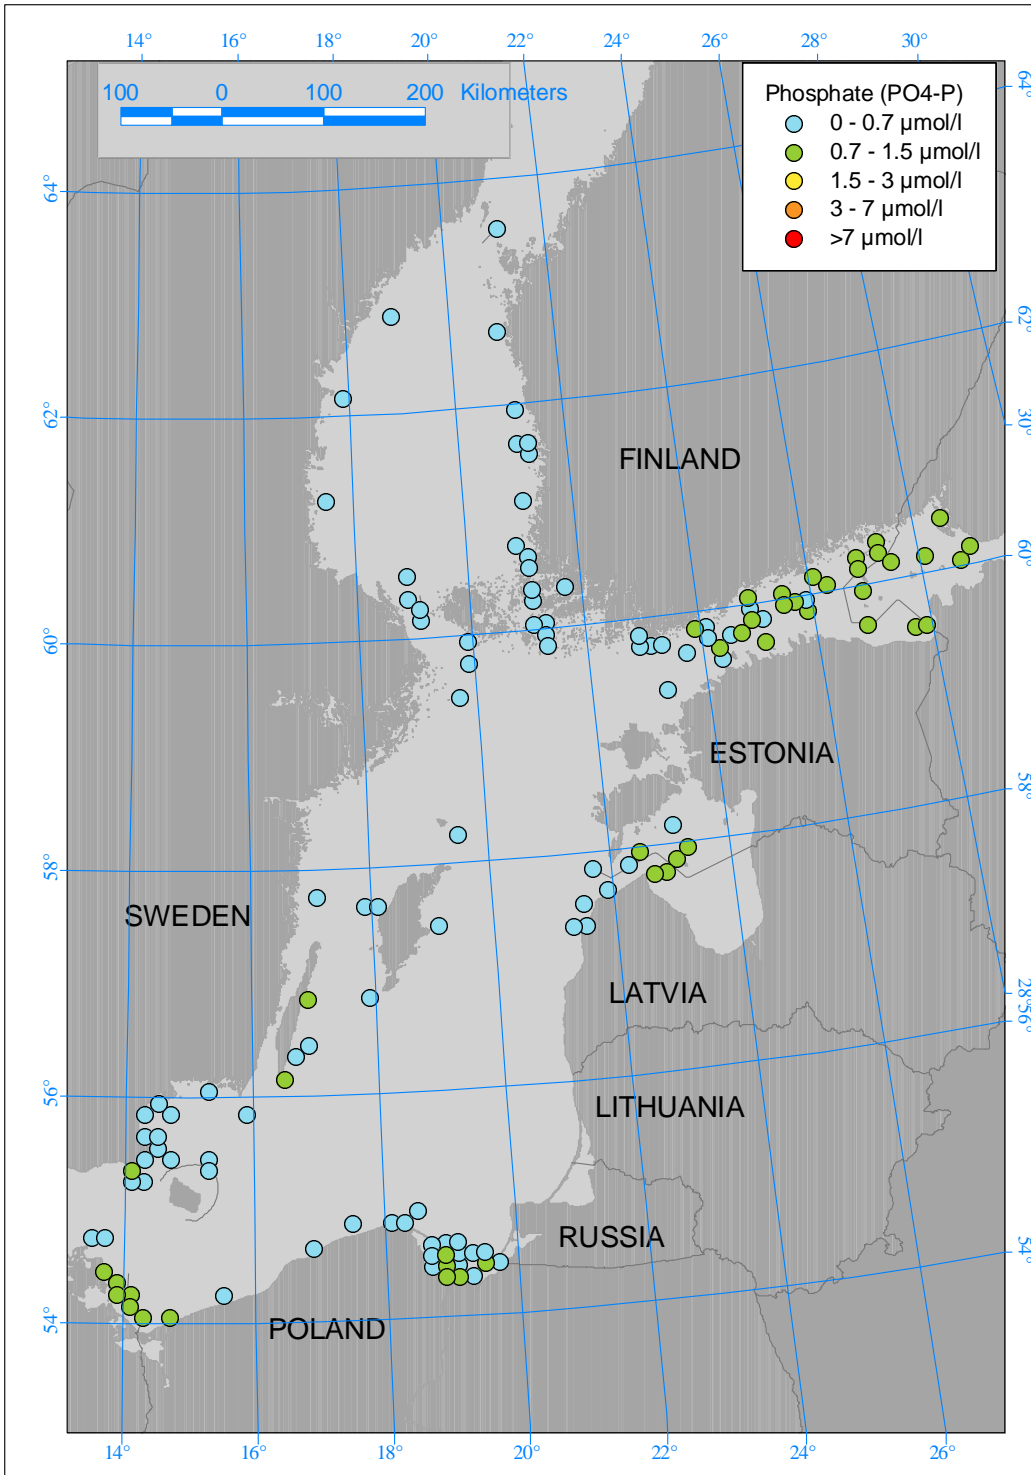 14° 16° 18° 20° 22° 24° 26° 28° 30°
100 0 100 200 Kilometers
Phosphate (PO4-P)
0 - 0.7 µmol/l
0.7 - 1.5 µmol/l
1.5 - 3 µmol/l
3 - 7 µmol/l
>7 µmol/l
64°
64°
62°
62°
30°
FINLAND
60°
60°
ESTONIA
58°
58°
SWEDEN
LATVIA
28°
56°
56°
LITHUANIA
RUSSIA
54°
54°
POLAND
14° 16° 18° 20° 22° 24° 26°